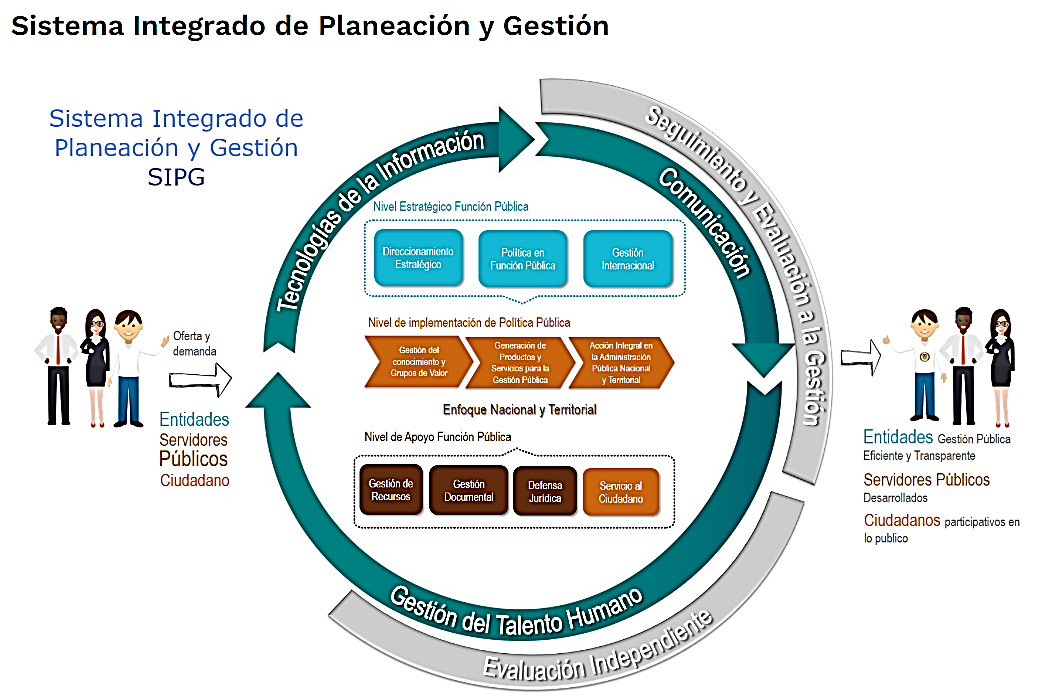 Sistema Integrado de Planeación y Gestión
Sistema Integrado de
Planeación y Gestión
SIPG
Tecnologías de la Información
Comunicación
Seguimiento y Evaluación a la Gestión
Nivel Estratégico Función Pública
Direccionamiento
Estratégico
Política en
Función Pública
Gestión
Internacional
Nivel de implementación de Política Pública
Gestión del
conocimiento y
Grupos de Valor
Generación de
Productos y
Servicios para la
Gestión Pública
Acción Integral en
la Administración
Pública Nacional
y Territorial
Enfoque Nacional y Territorial
Nivel de Apoyo Función Pública
Gestión de
Recursos
Gestión
Documental
Defensa
Jurídica
Servicio al
Ciudadano
Gestión del Talento Humano
Evaluación Independiente
Oferta y
demanda
Entidades
Servidores
Públicos
Ciudadano
Entidades Gestión Pública
Eficiente y Transparente
Servidores Públicos
Desarrollados
Ciudadanos participativos en
lo publico